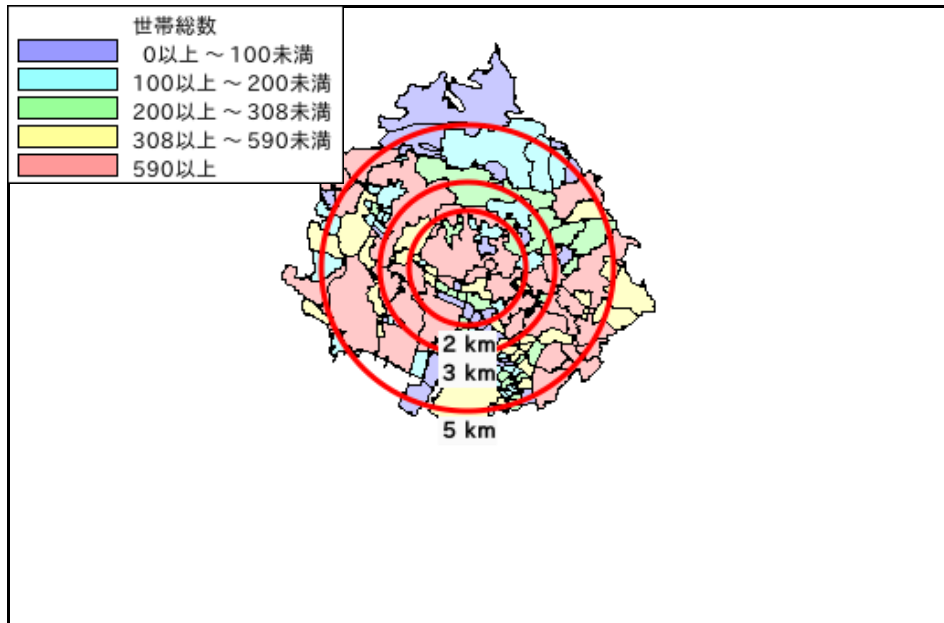 世帯総数
0以上 ～ 100未満
100以上 ～ 200未満
200以上 ～ 308未満
308以上 ～ 590未満
590以上
2 km
3 km
5 km